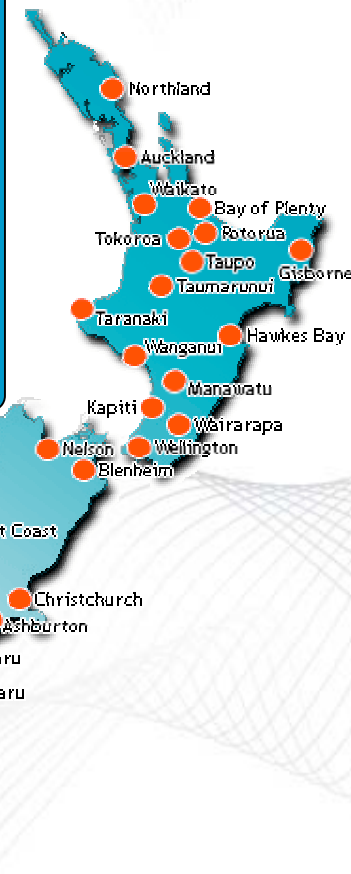 Northland
Auckland
Waikato
Bay of Plenty
Rotorua
Tokoroa
Taupo
Gisborne
Taumarunui
Taranaki
Hawkes Bay
Wanganui
Manawatu
Kapiti
Wairarapa
Wellington
Nelson
Blenheim
t Coast
Christchurch
Ashburton
ru
aru